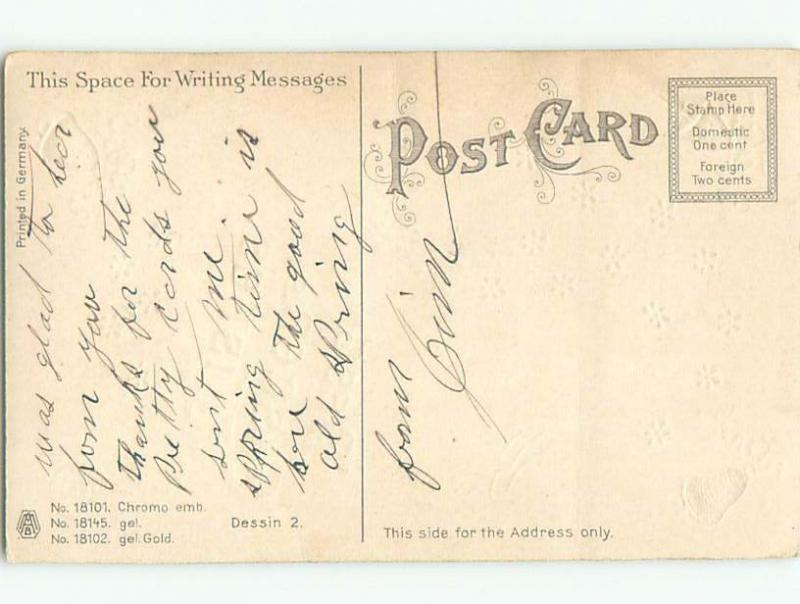 This Space For Writing Messages
Printed in Germany.
was glad to hear
from you
thanks for the
Pretty cards you
sent me.
spring time is
here the good
old spring
No. 18101. Chromo emb.
No. 18145. gel.
No. 18102. gel. Gold.
Dessin 2.
POST CARD
Place
Stamp Here
Domestic
One cent
Foreign
Two cents
from
Jim
This side for the Address only.